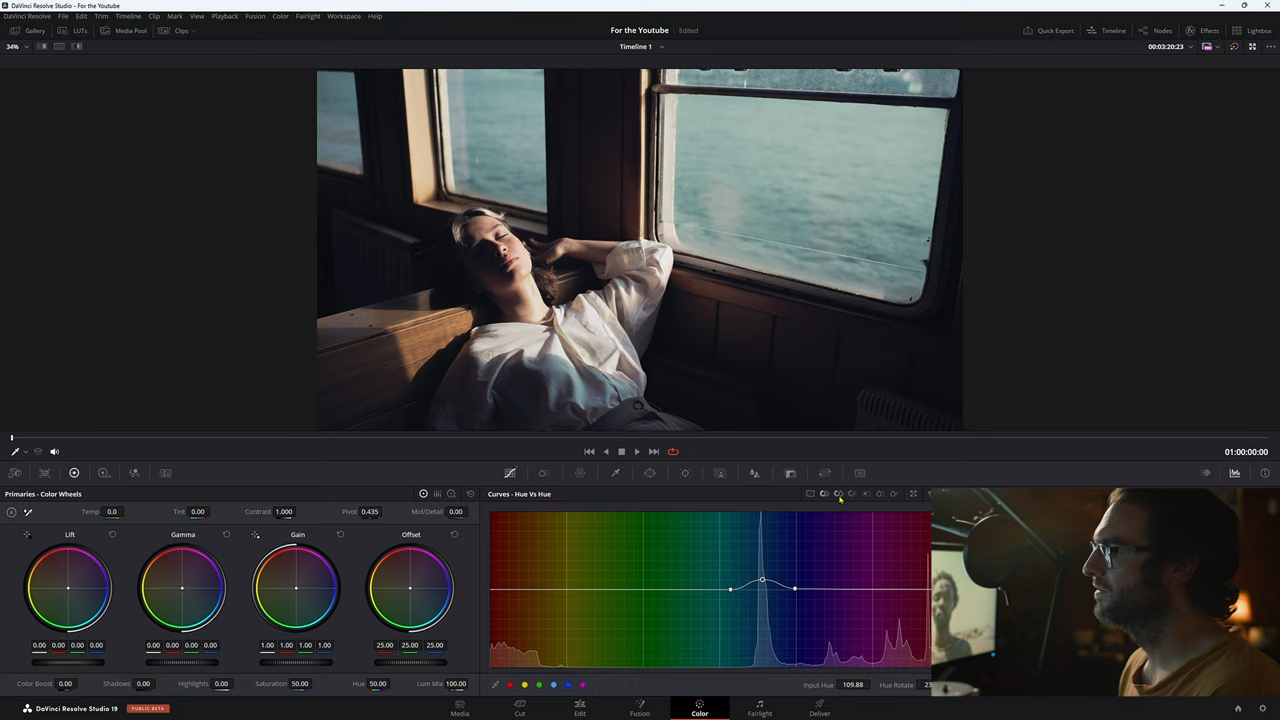 DaVinci Resolve Studio - For the Youtube
DaVinci Resolve File Edit Trim Timeline Clip Mark View Playback Fusion Color Fairlight Workspace Help
Gallery LUTs Media Pool Clips For the Youtube Edited Quick Export Timeline Nodes Effects Lightbox
34% Timeline 1 00:03:20:23
01:00:00:00
Primaries - Color Wheels Curves - Hue Vs Hue
Temp 0.0 Tint 0.00 Contrast 1.000 Pivot 0.435 Mid/Detail 0.00
Lift Gamma Gain Offset
0.00 0.00 0.00 0.00 0.00 0.00 0.00 0.00 1.00 1.00 1.00 1.00 25.00 25.00 25.00
Color Boost 0.00 Shadows 0.00 Highlights 0.00 Saturation 50.00 Hue 50.00 Lum Mix 100.00 Input Hue 109.88 Hue Rotate
DaVinci Resolve Studio 19 PUBLIC BETA Media Cut Edit Fusion Color Fairlight Deliver